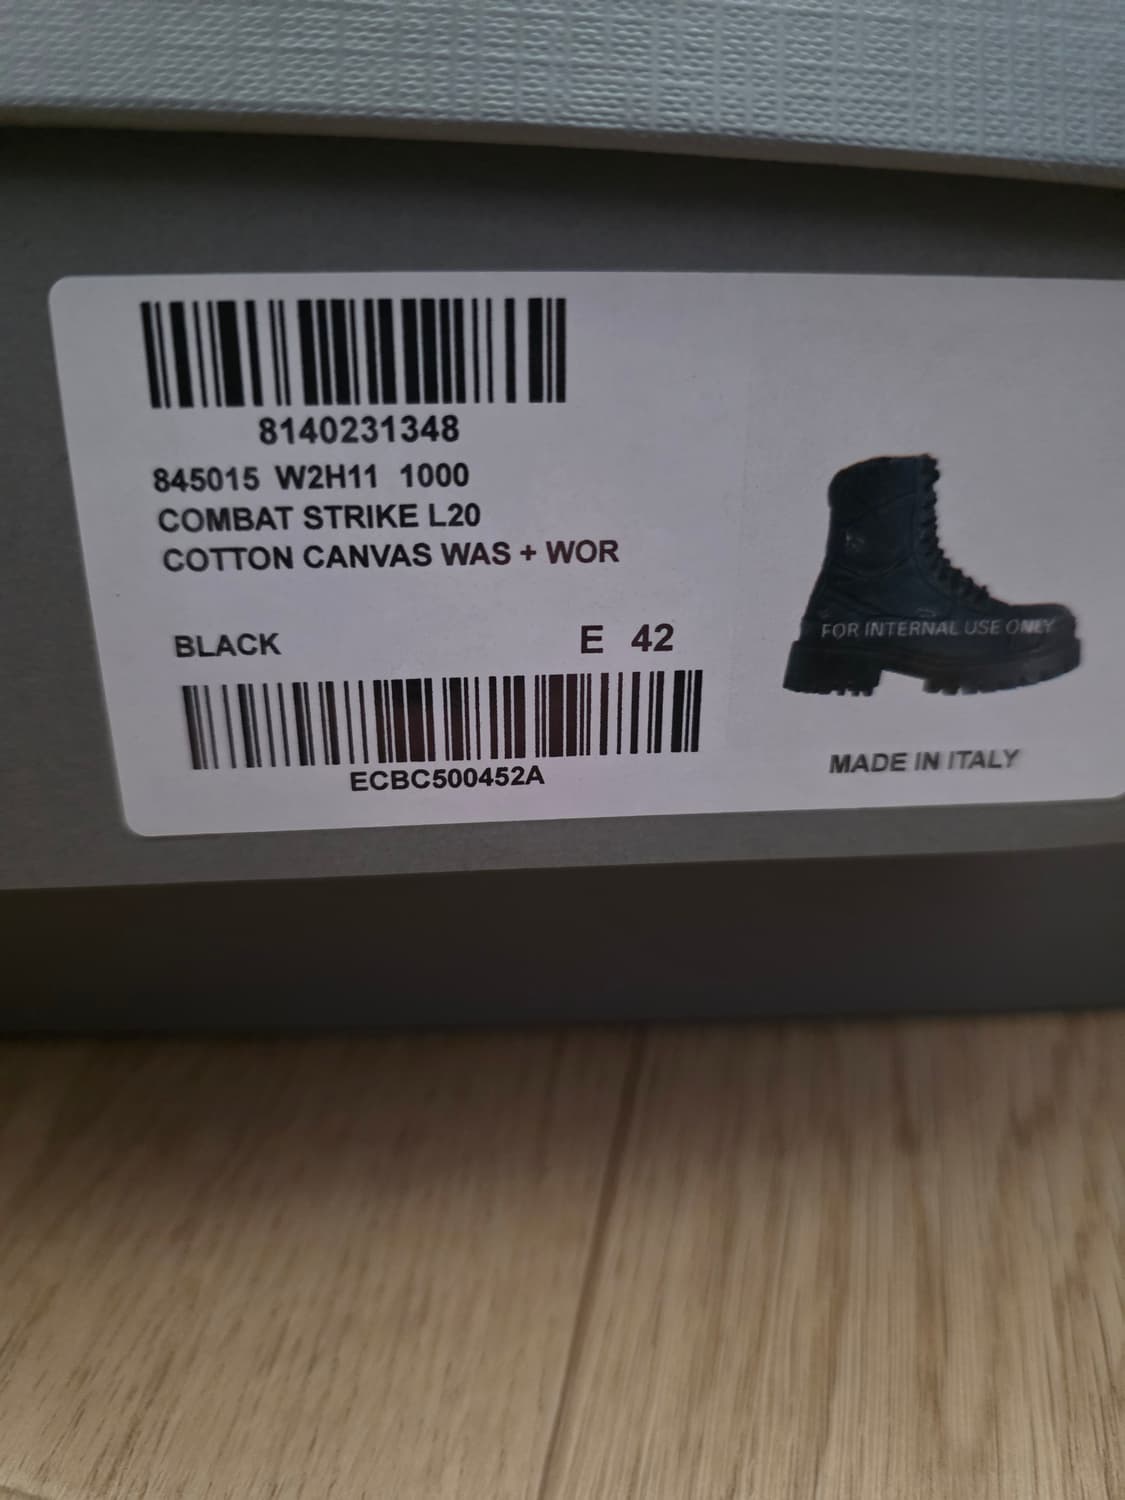 8140231348
845015 W2H11 1000
COMBAT STRIKE L20
COTTON CANVAS WAS + WOR
BLACK E 42
ECBC500452A
FOR INTERNAL USE ONLY
MADE IN ITALY